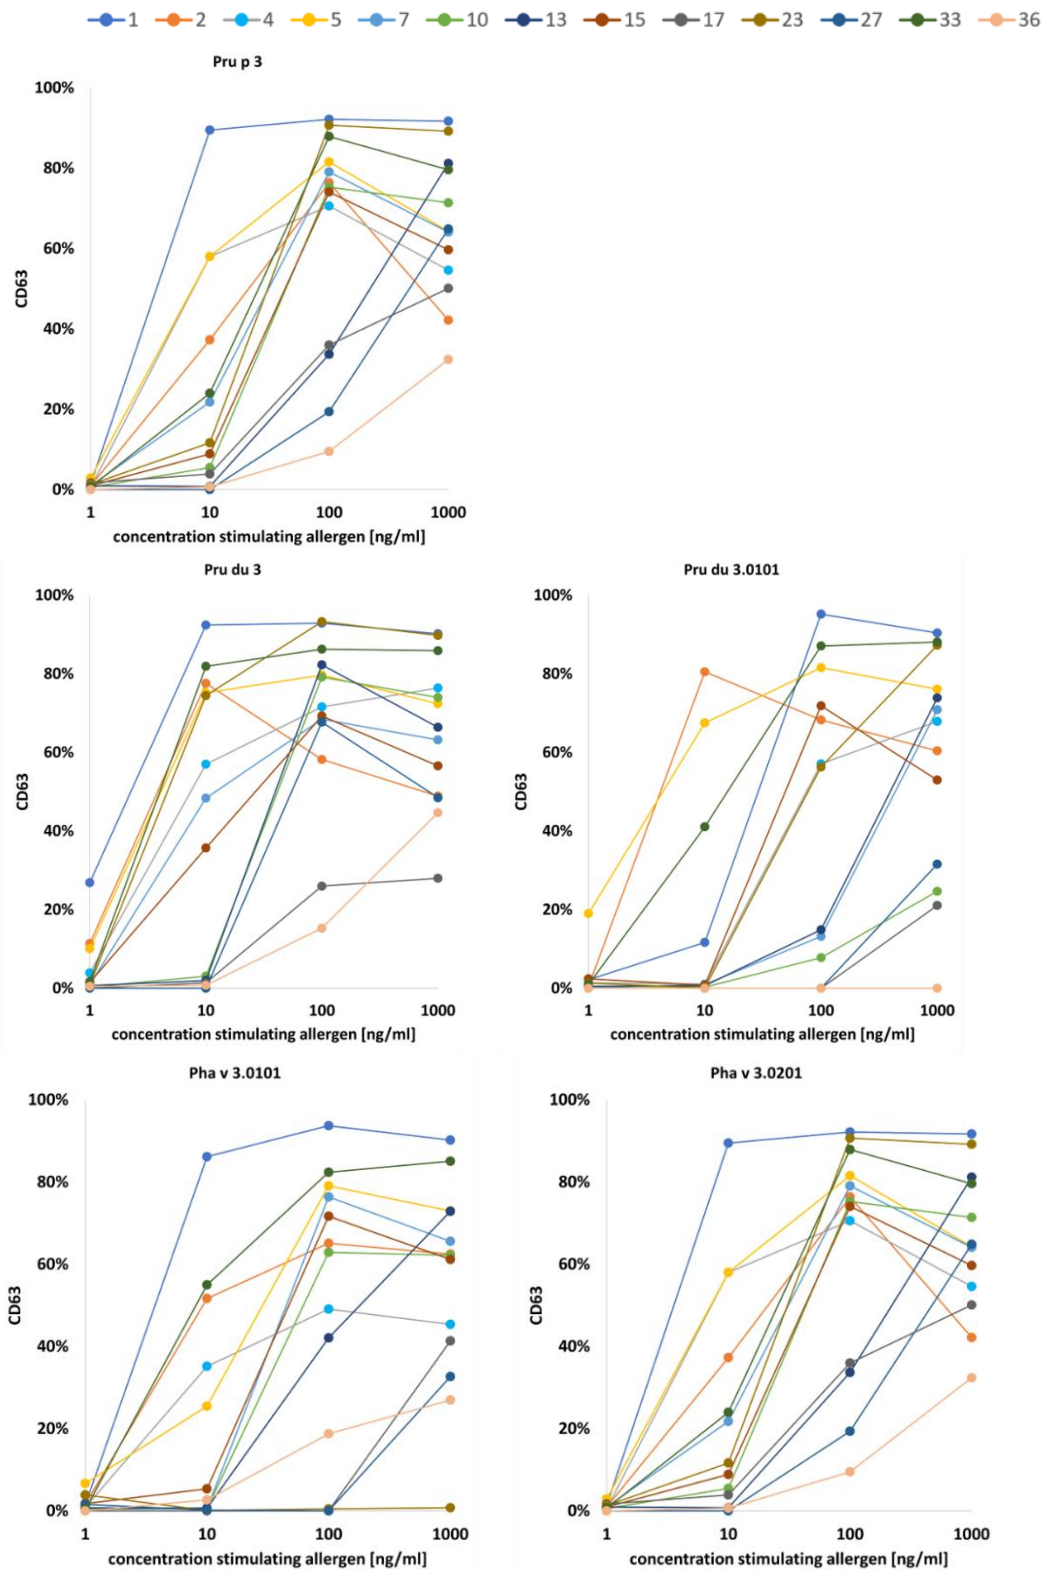 1 2 4 5 7 10 13 15 17 23 27 33 36
Pru p 3
100%
80%
60%
40%
20%
0%
CD63
1 10 100 1000
concentration stimulating allergen [ng/ml]
Pru du 3
100%
80%
60%
40%
20%
0%
CD63
1 10 100 1000
concentration stimulating allergen [ng/ml]
Pru du 3.0101
100%
80%
60%
40%
20%
0%
CD63
1 10 100 1000
concentration stimulating allergen [ng/ml]
Pha v 3.0101
100%
80%
60%
40%
20%
0%
CD63
1 10 100 1000
concentration stimulating allergen [ng/ml]
Pha v 3.0201
100%
80%
60%
40%
20%
0%
CD63
1 10 100 1000
concentration stimulating allergen [ng/ml]